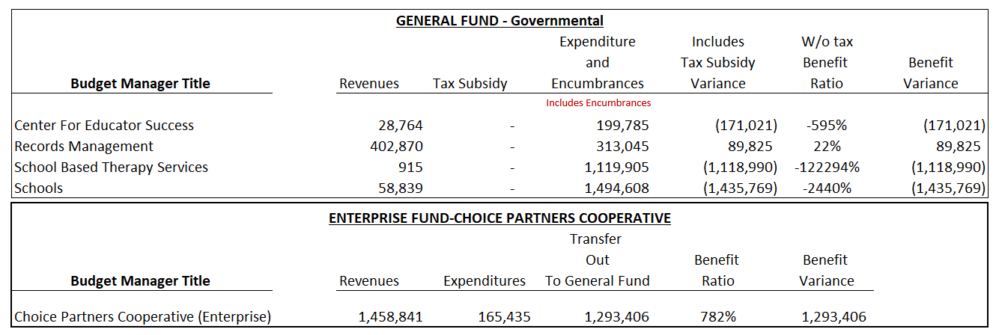 GENERAL FUND - Governmental
Expenditure Includes W/o tax
and Tax Subsidy Benefit Benefit
Budget Manager Title Revenues Tax Subsidy Encumbrances Variance Ratio Variance
Includes Encumbrances
Center For Educator Success 28,764 - 199,785 (171,021) -595% (171,021)
Records Management 402,870 - 313,045 89,825 22% 89,825
School Based Therapy Services 915 - 1,119,905 (1,118,990) -122294% (1,118,990)
Schools 58,839 - 1,494,608 (1,435,769) -2440% (1,435,769)
ENTERPRISE FUND-CHOICE PARTNERS COOPERATIVE
Transfer
Out Benefit Benefit
Budget Manager Title Revenues Expenditures To General Fund Ratio Variance
Choice Partners Cooperative (Enterprise) 1,458,841 165,435 1,293,406 782% 1,293,406